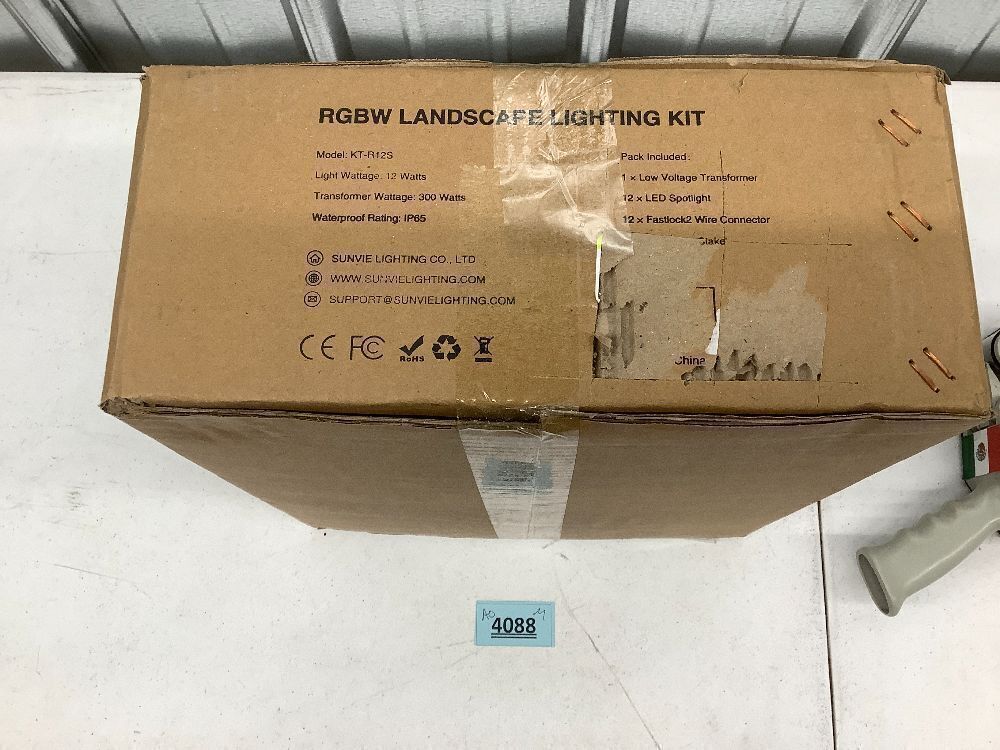 RGBW LANDSCAPE LIGHTING KIT
Model: KT-R12S
Light Wattage: 12 Watts
Transformer Wattage: 300 Watts
Waterproof Rating: IP65
SUNVIE LIGHTING CO., LTD
WWW.SUNVIELIGHTING.COM
SUPPORT@SUNVIELIGHTING.COM
CE FC RoHS
Pack Included:
1 × Low Voltage Transformer
12 × LED Spotlight
12 × Fastlock2 Wire Connector
Stake
China
4088